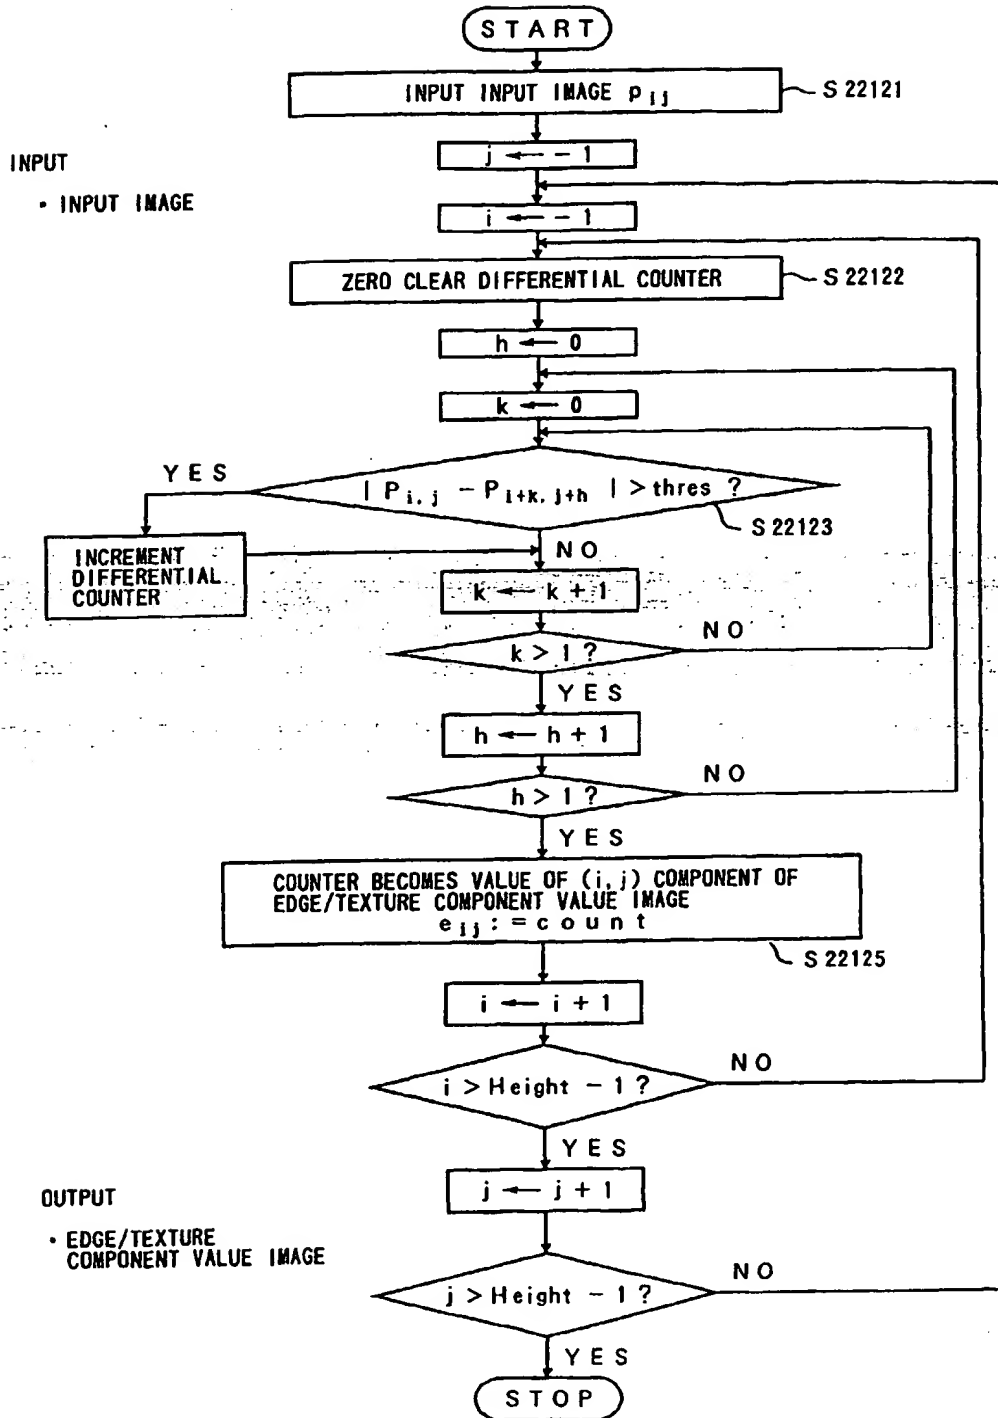 START
INPUT INPUT IMAGE p i j
S 22121
INPUT
• INPUT IMAGE
j ←– – 1
i ←– – 1
ZERO CLEAR DIFFERENTIAL COUNTER
S 22122
h ← 0
k ← 0
YES
| P i, j – P i+k, j+h | > thres ?
S 22123
NO
INCREMENT
DIFFERENTIAL
COUNTER
k ← k + 1
NO
k > 1 ?
YES
h ← h + 1
NO
h > 1 ?
YES
COUNTER BECOMES VALUE OF (i, j) COMPONENT OF
EDGE/TEXTURE COMPONENT VALUE IMAGE
e i j : = count
S 22125
i ← i + 1
NO
i > Height – 1 ?
YES
j ← j + 1
OUTPUT
• EDGE/TEXTURE
COMPONENT VALUE IMAGE
NO
j > Height – 1 ?
YES
STOP